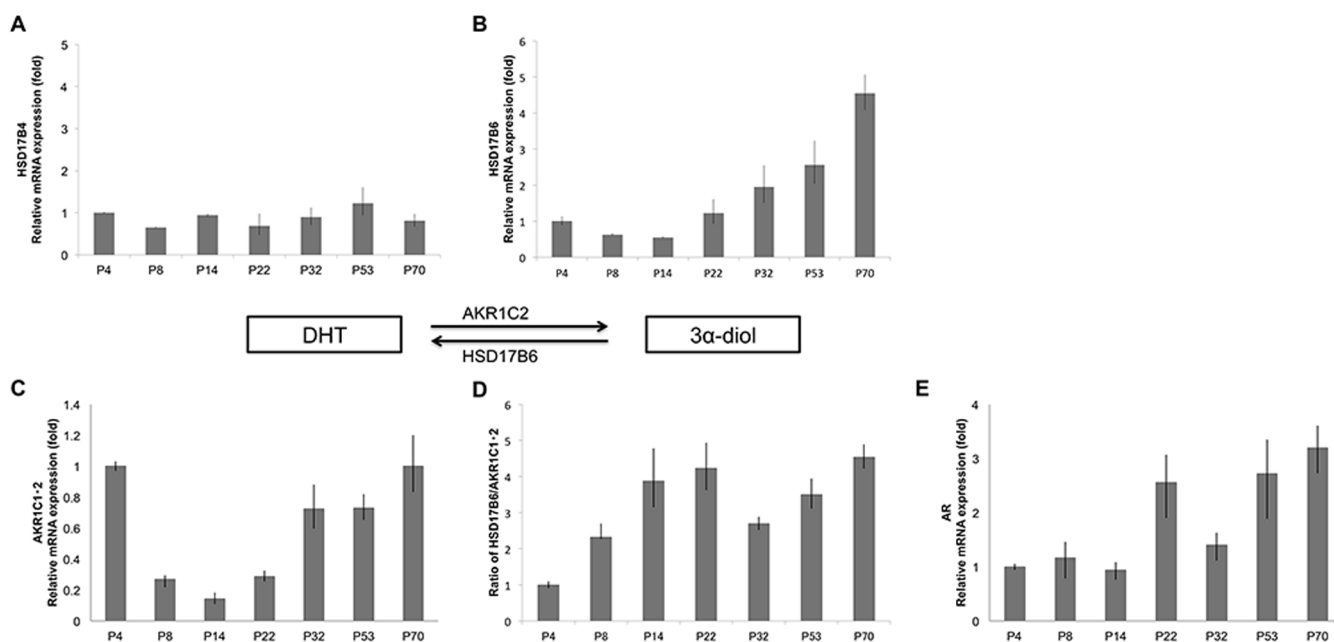 A
HSD17B4
Relative mRNA expression (fold)
5
4
3
2
1
0
P4 P8 P14 P22 P32 P53 P70
B
HSD17B6
Relative mRNA expression (fold)
6
5
4
3
2
1
0
P4 P8 P14 P22 P32 P53 P70
DHT
AKR1C2
HSD17B6
3α-diol
C
AKR1C1·2
Relative mRNA expression (fold)
1.4
1.2
1
0.8
0.6
0.4
0.2
0
P4 P8 P14 P22 P32 P53 P70
D
Ratio of HSD17B6/AKR1C1·2
6
5
4
3
2
1
0
P4 P8 P14 P22 P32 P53 P70
E
AR
Relative mRNA expression (fold)
4
3
2
1
0
P4 P8 P14 P22 P32 P53 P70